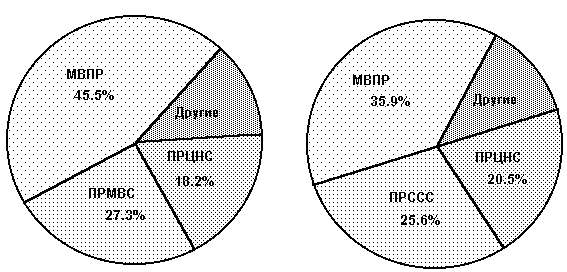 МВПР
45.5%
Другие
ПРЦНС
18.2%
ПРМВС
27.3%
МВПР
35.9%
Другие
ПРЦНС
20.5%
ПРССС
25.6%